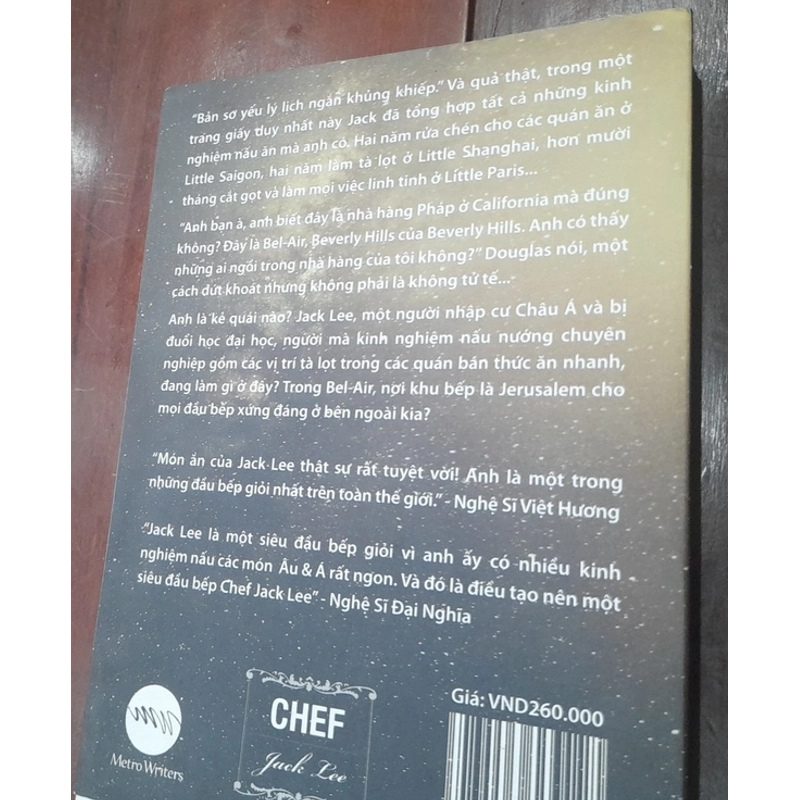 “Bản sơ yếu lý lịch ngắn khủng khiếp.” Và quả thật, trong một
trang giấy duy nhất này Jack đã tổng hợp tất cả những kinh
nghiệm nấu ăn mà anh có. Hai năm rửa chén cho các quán ăn ở
Little Saigon, hai năm làm tà lọt ở Little Shanghai, hơn mười
tháng cắt gọt và làm mọi việc linh tinh ở Little Paris...
“Anh bạn à, anh biết đây là nhà hàng Pháp ở California mà đúng
không? Đây là Bel-Air, Beverly Hills của Beverly Hills. Anh có thấy
những ai ngồi trong nhà hàng của tôi không?” Douglas nói, một
cách dứt khoát nhưng không phải là không tử tế...
Anh là kẻ quái nào? Jack Lee, một người nhập cư Châu Á và bị
đuổi học đại học, người mà kinh nghiệm nấu nướng chuyên
nghiệp gồm các vị trí tà lọt trong các quán bán thức ăn nhanh,
đang làm gì ở đây? Trong Bel-Air, nơi khu bếp là Jerusalem cho
mọi đầu bếp xứng đáng ở bên ngoài kia?
“Món ăn của Jack Lee thật sự rất tuyệt vời! Anh là một trong
những đầu bếp giỏi nhất trên toàn thế giới.” - Nghệ Sĩ Việt Hương
“Jack Lee là một siêu đầu bếp giỏi vì anh ấy có nhiều kinh
nghiệm nấu các món Âu & Á rất ngon. Và đó là điều tạo nên một
siêu đầu bếp Chef Jack Lee” - Nghệ Sĩ Đại Nghĩa
Giá: VND260.000
CHEF
Jack Lee
Metro Writers